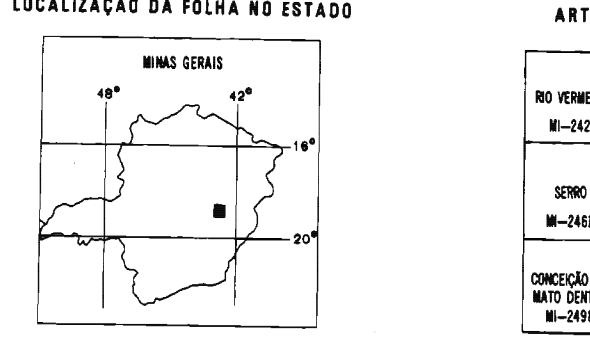 LOCALIZAÇÃO DA FOLHA NO ESTADO
MINAS GERAIS
48°
42°
16°
20°
ART
RIO VERME
MI-242
SERRO
MI-246
CONCEIÇÃO
MATO DENT
MI-2498